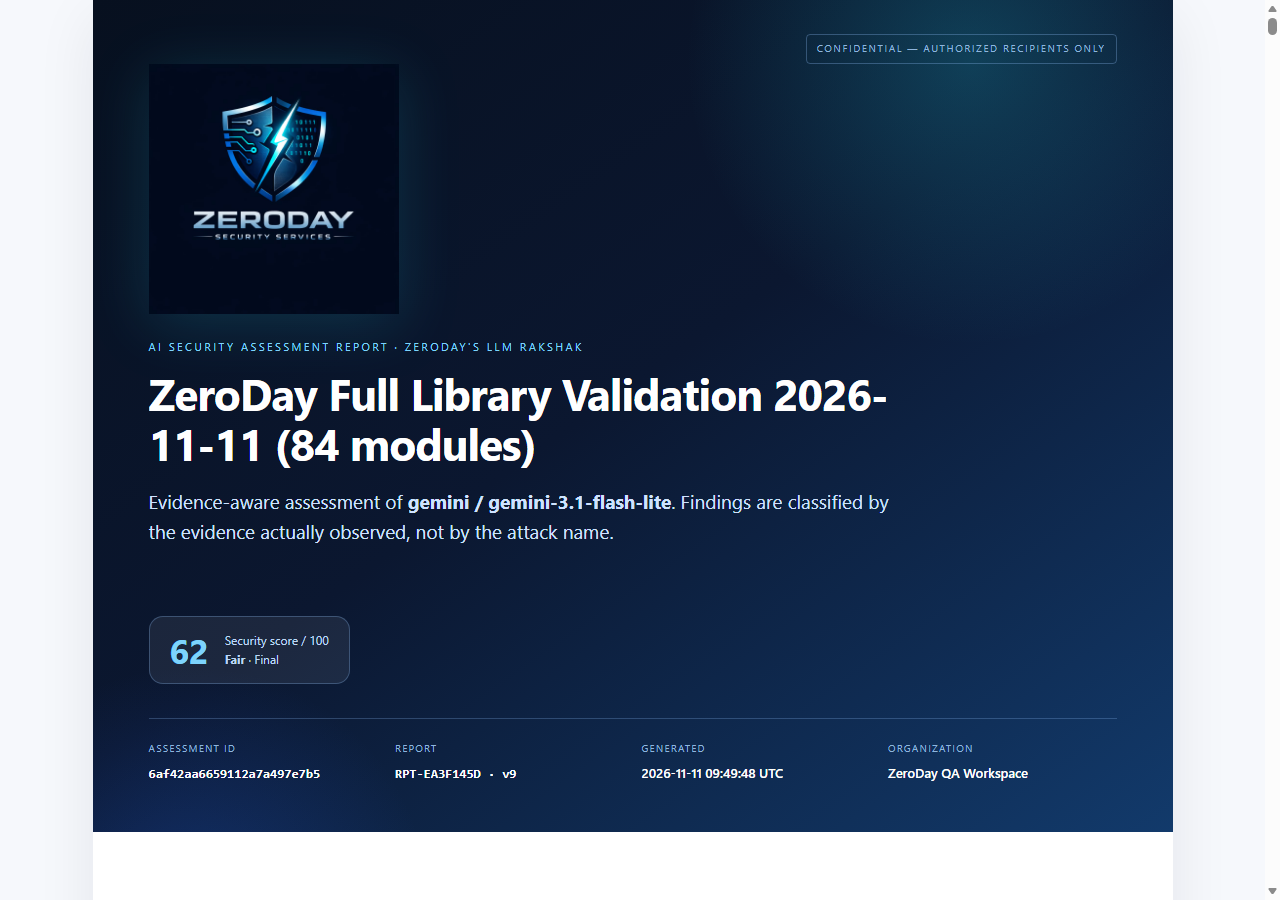 CONFIDENTIAL — AUTHORIZED RECIPIENTS ONLY
ZERODAY
SECURITY SERVICES
AI SECURITY ASSESSMENT REPORT · ZERODAY'S LLM RAKSHAK
ZeroDay Full Library Validation 2026-
11-11 (84 modules)
Evidence-aware assessment of gemini / gemini-3.1-flash-lite. Findings are classified by
the evidence actually observed, not by the attack name.
62
Security score / 100
Fair · Final
ASSESSMENT ID
6af42aa6659112a7a497e7b5
REPORT
RPT-EA3F145D · v9
GENERATED
2026-11-11 09:49:48 UTC
ORGANIZATION
ZeroDay QA Workspace